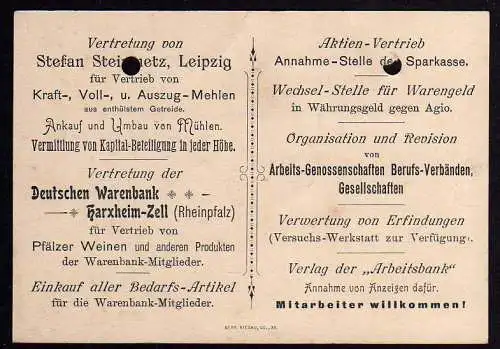 Vertretung von
Stefan Steinmetz, Leipzig
für Vertrieb von
Kraft-, Voll-, u. Auszug-Mehlen
aus enthülstem Getreide.
Ankauf und Umbau von Mühlen.
Vermittlung von Kapital-Beteiligung in jeder Höhe.
Vertretung der
Deutschen Warenbank
Harxheim-Zell (Rheinpfalz)
für Vertrieb von
Pfälzer Weinen und anderen Produkten
der Warenbank-Mitglieder.
Einkauf aller Bedarfs-Artikel
für die Warenbank-Mitglieder.
Aktien-Vertrieb
Annahme-Stelle der Sparkasse.
Wechsel-Stelle für Warengeld
in Währungsgeld gegen Agio.
Organisation und Revision
von
Arbeits-Genossenschaften Berufs-Verbänden,
Gesellschaften
Verwertung von Erfindungen
(Versuchs-Werkstatt zur Verfügung).
Verlag der „Arbeitsbank"
Annahme von Anzeigen dafür.
Mitarbeiter willkommen!